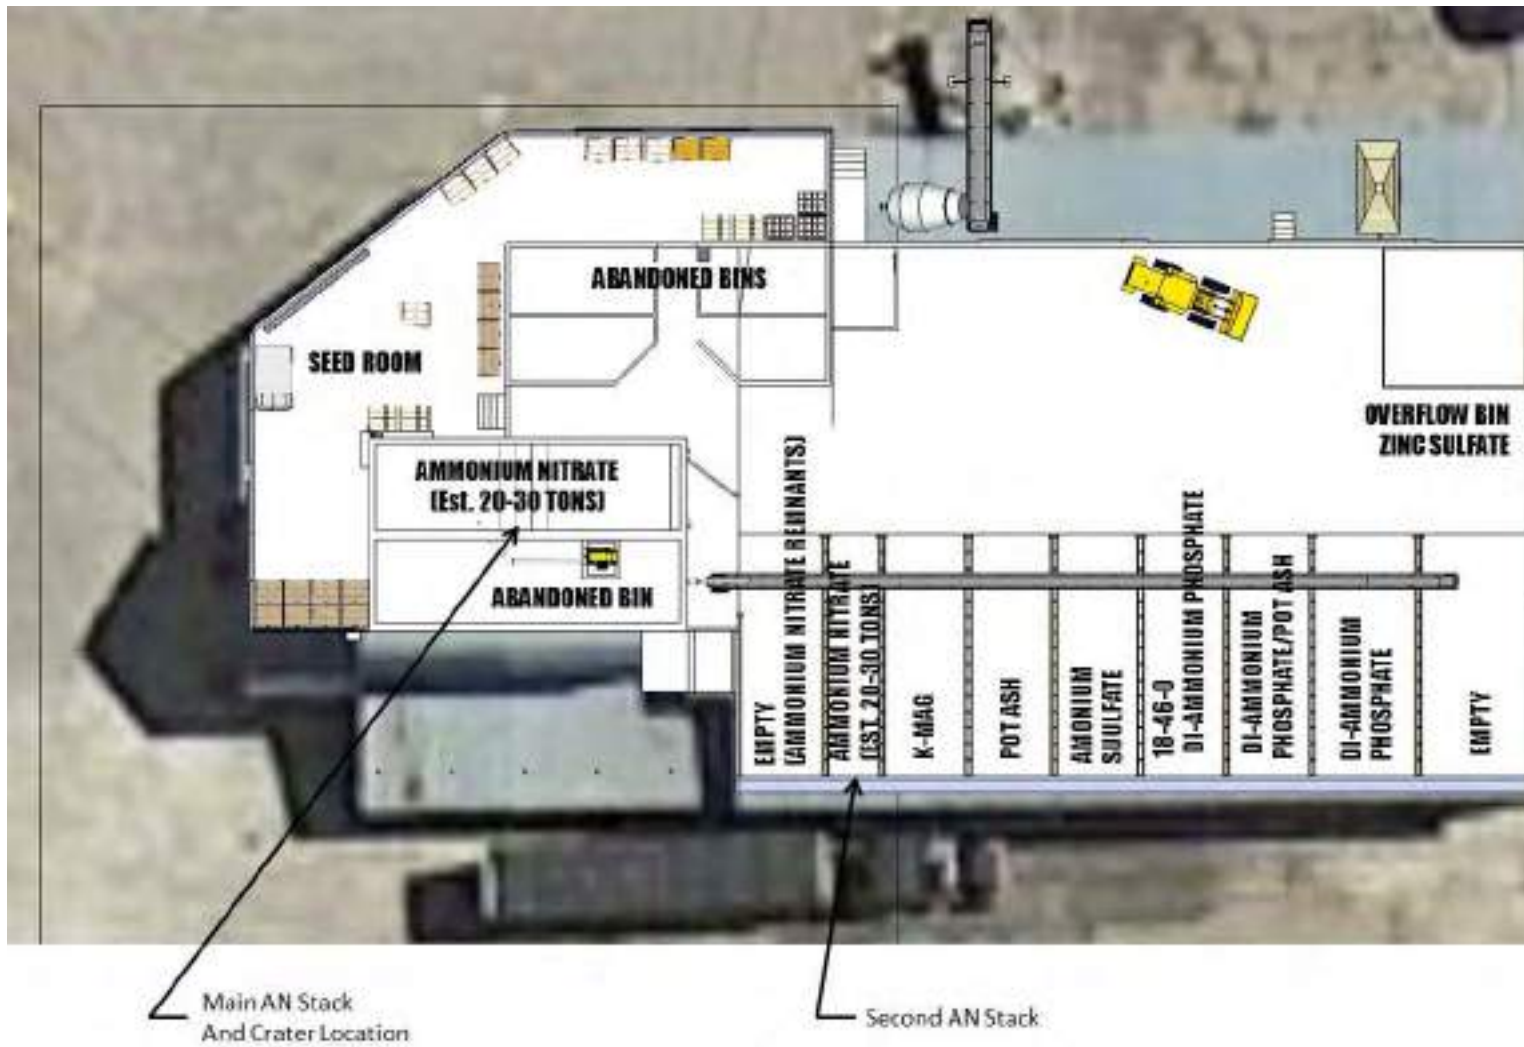 ABANDONED BINS
SEED ROOM
OVERFLOW BIN
ZINC SULFATE
AMMONIUM NITRATE
(Est. 20-30 TONS)
ABANDONED BIN
EMPTY
(AMMONIUM NITRATE REMNANTS)
AMMONIUM NITRATE
(EST. 20-30 TONS)
K-MAG
POT ASH
AMONIUM
SUULFATE
18-46-0
DI-AMMONIUM PHOSPHATE
DI-AMMONIUM
PHOSPHATE/POT ASH
DI-AMMONIUM
PHOSPHATE
EMPTY
Main AN Stack
And Crater Location
Second AN Stack